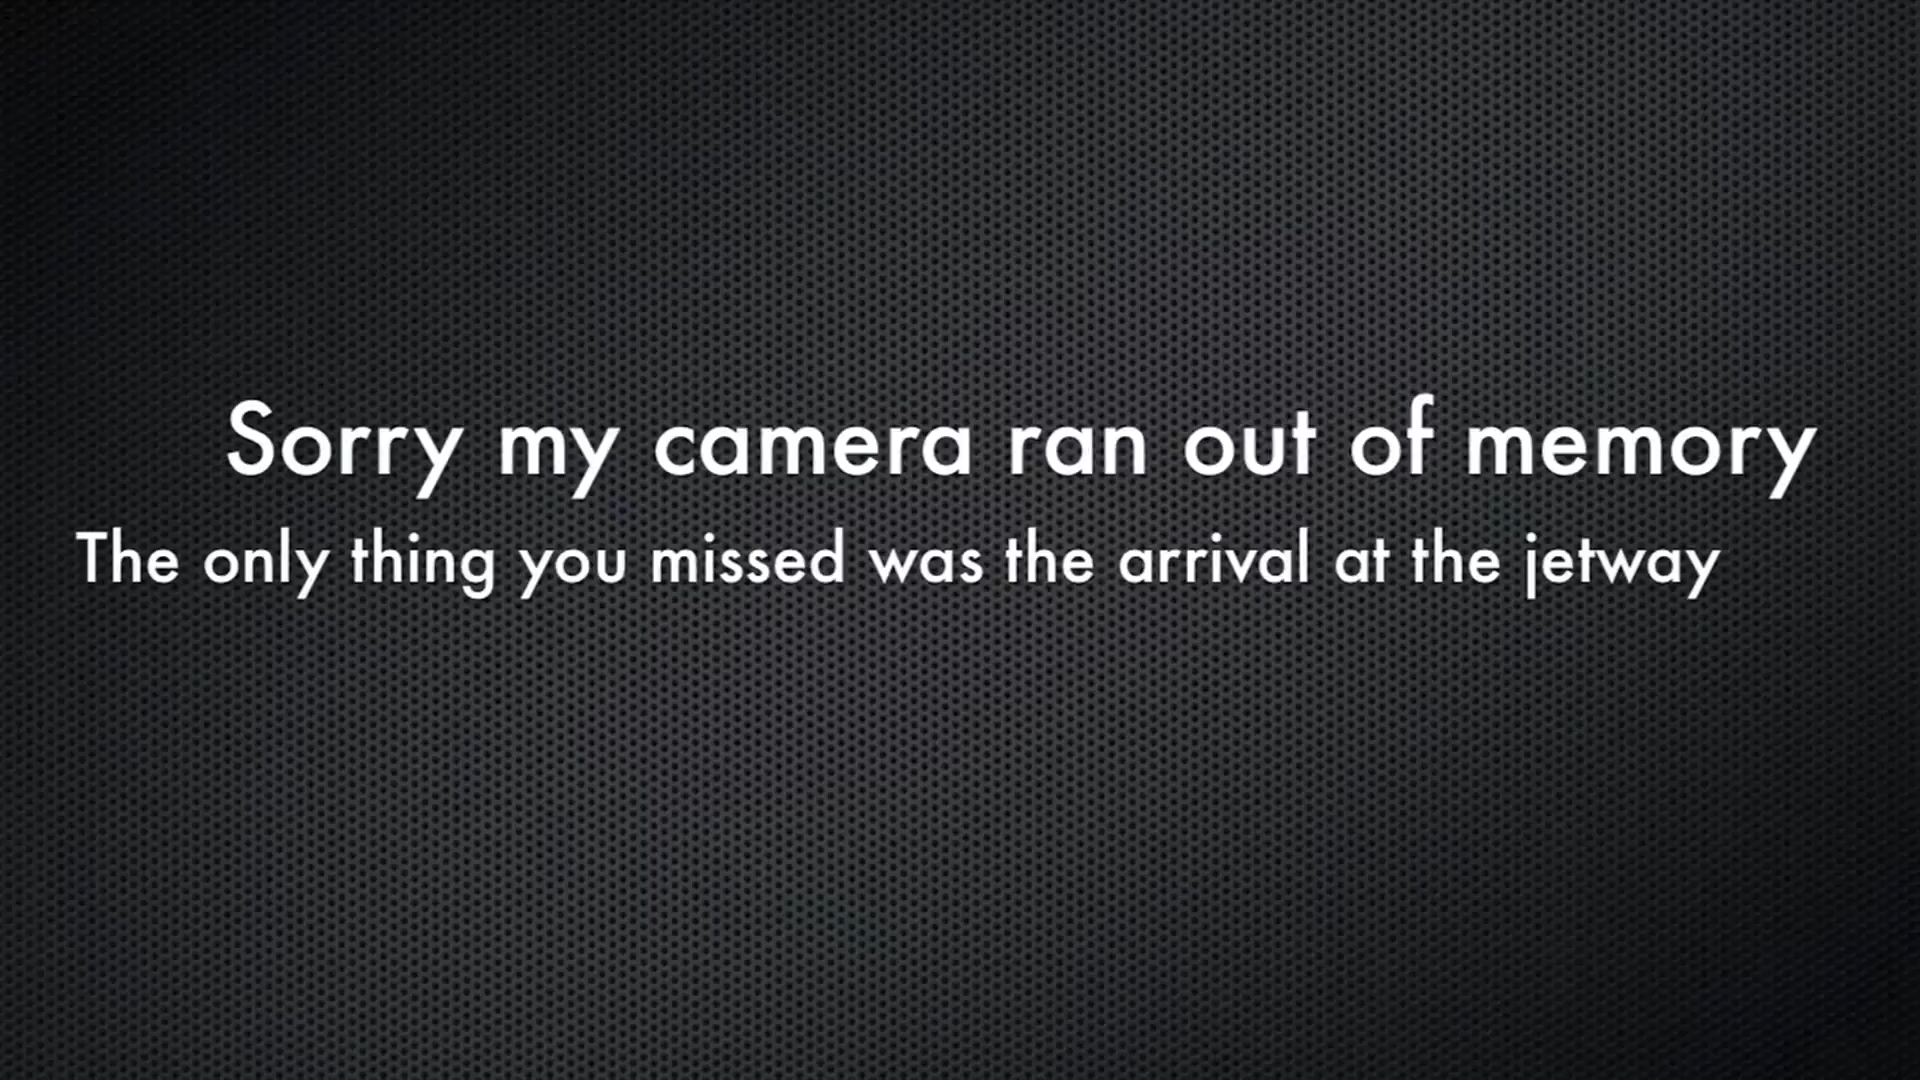 Sorry my camera ran out of memory
The only thing you missed was the arrival at the jetway